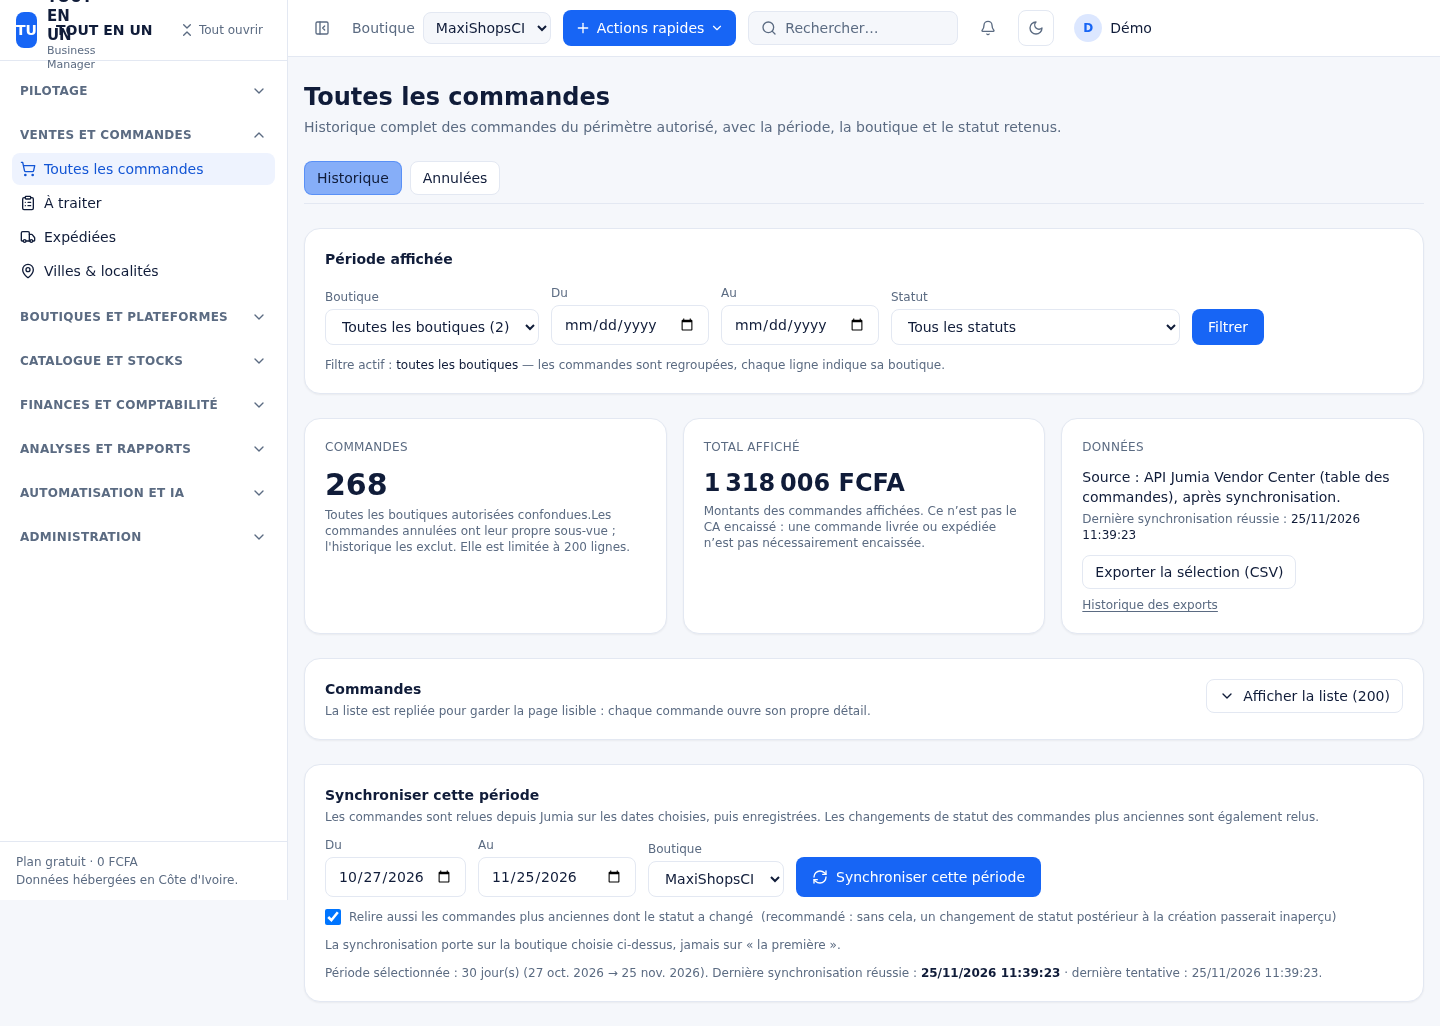 TU
TOUT EN UN
TOUT EN UN
Business Manager
Tout ouvrir
Boutique
MaxiShopsCI
Actions rapides
Rechercher…
D
Démo
PILOTAGE
VENTES ET COMMANDES
Toutes les commandes
À traiter
Expédiées
Villes & localités
BOUTIQUES ET PLATEFORMES
CATALOGUE ET STOCKS
FINANCES ET COMPTABILITÉ
ANALYSES ET RAPPORTS
AUTOMATISATION ET IA
ADMINISTRATION
Plan gratuit · 0 FCFA
Données hébergées en Côte d'Ivoire.
Toutes les commandes
Historique complet des commandes du périmètre autorisé, avec la période, la boutique et le statut retenus.
Historique
Annulées
Période affichée
Boutique
Du
Au
Statut
Toutes les boutiques (2)
mm/dd/yyyy
mm/dd/yyyy
Tous les statuts
Filtrer
Filtre actif : toutes les boutiques — les commandes sont regroupées, chaque ligne indique sa boutique.
COMMANDES
268
Toutes les boutiques autorisées confondues.Les
commandes annulées ont leur propre sous-vue ;
l'historique les exclut. Elle est limitée à 200 lignes.
TOTAL AFFICHÉ
1 318 006 FCFA
Montants des commandes affichées. Ce n’est pas le
CA encaissé : une commande livrée ou expédiée
n’est pas nécessairement encaissée.
DONNÉES
Source : API Jumia Vendor Center (table des
commandes), après synchronisation.
Dernière synchronisation réussie : 25/11/2026
11:39:23
Exporter la sélection (CSV)
Historique des exports
Commandes
La liste est repliée pour garder la page lisible : chaque commande ouvre son propre détail.
Afficher la liste (200)
Synchroniser cette période
Les commandes sont relues depuis Jumia sur les dates choisies, puis enregistrées. Les changements de statut des commandes plus anciennes sont également relus.
Du
Au
Boutique
10/27/2026
11/25/2026
MaxiShopsCI
Synchroniser cette période
Relire aussi les commandes plus anciennes dont le statut a changé (recommandé : sans cela, un changement de statut postérieur à la création passerait inaperçu)
La synchronisation porte sur la boutique choisie ci-dessus, jamais sur « la première ».
Période sélectionnée : 30 jour(s) (27 oct. 2026 → 25 nov. 2026). Dernière synchronisation réussie : 25/11/2026 11:39:23 · dernière tentative : 25/11/2026 11:39:23.